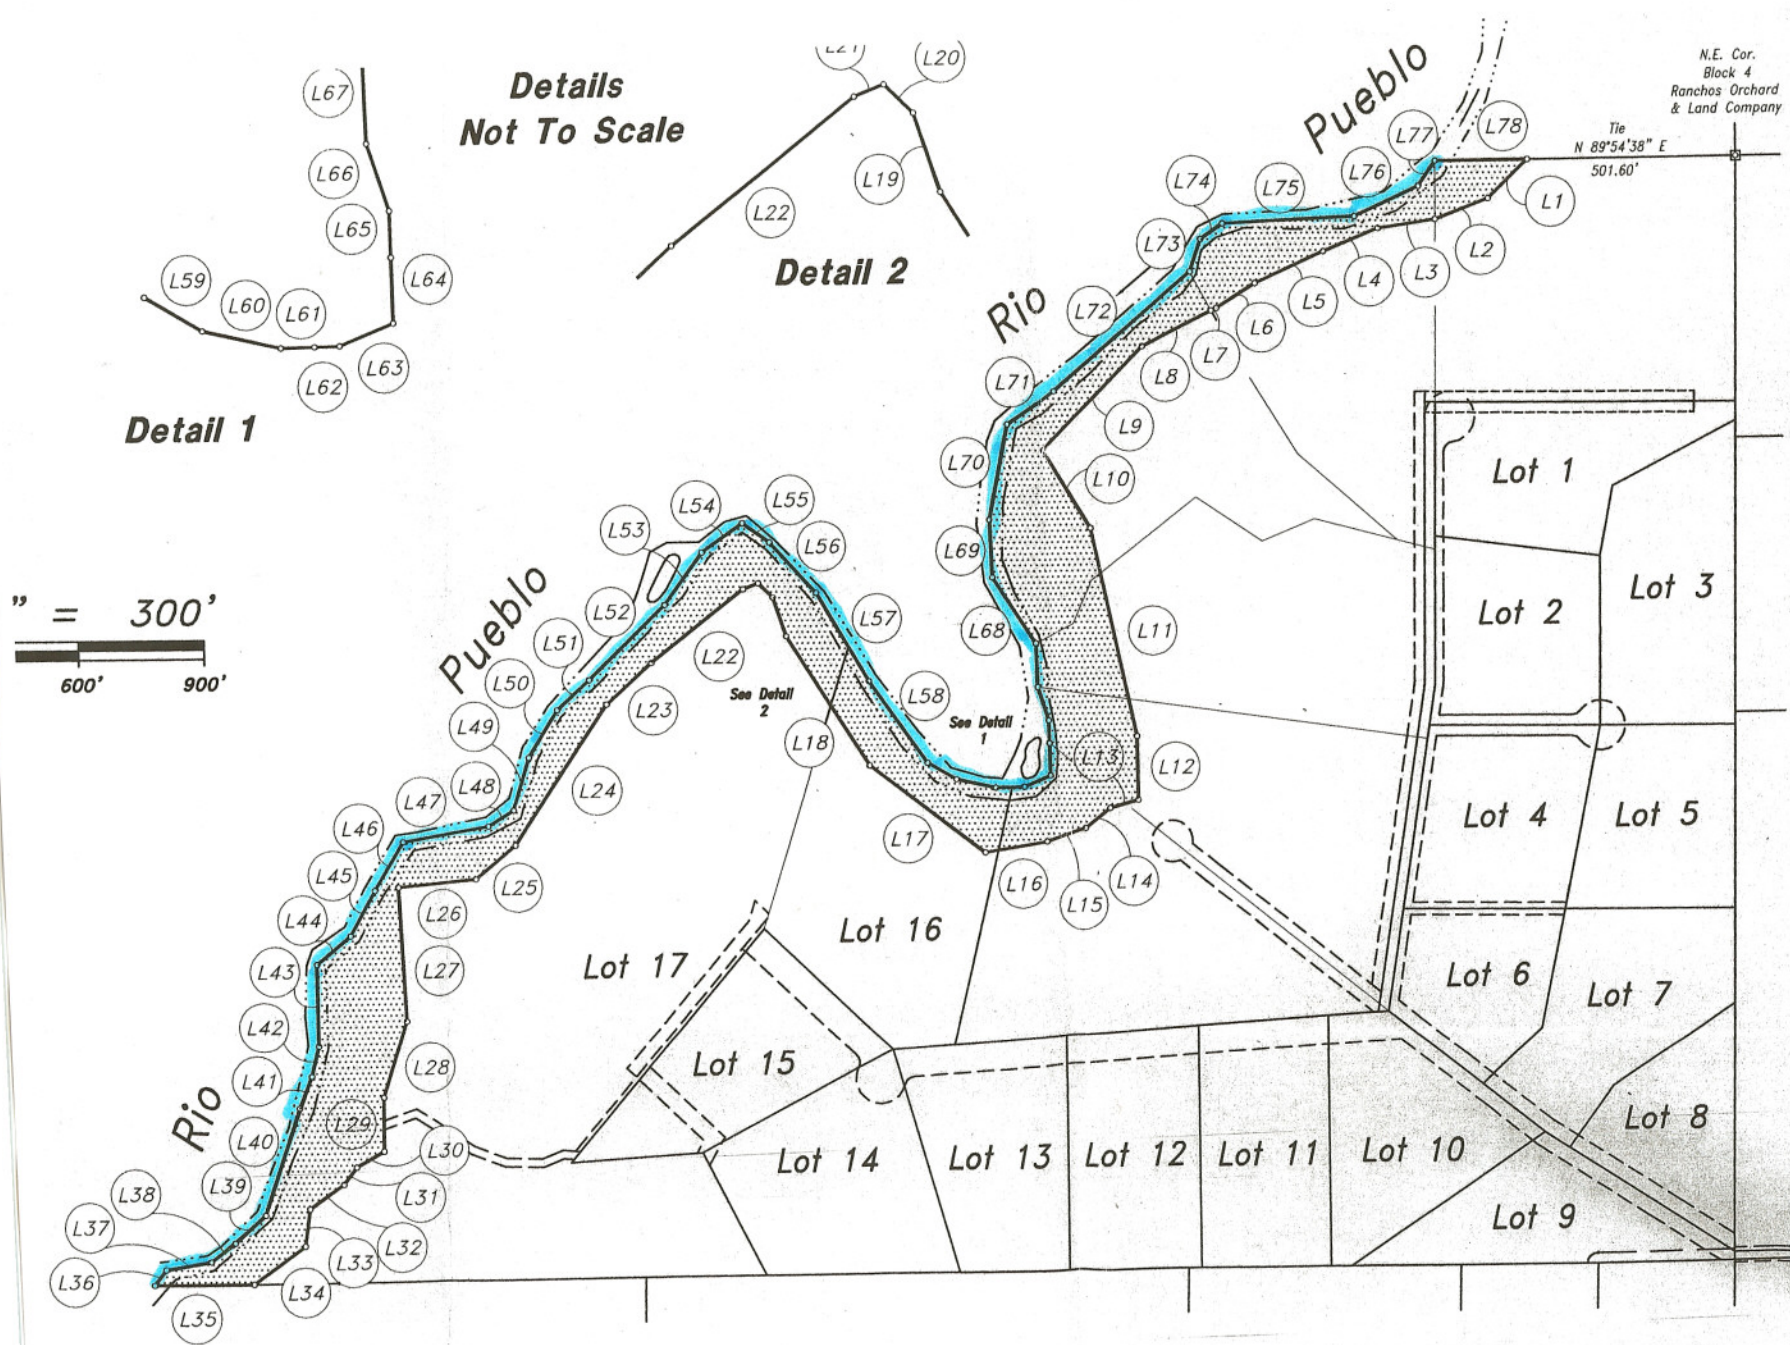 L67
L66
L65
L64
L59
L60
L61
L62
L63
Detail 1
Details
Not To Scale
L21
L20
L19
L22
Detail 2
Pueblo
Rio
N.E. Cor.
Block 4
Ranchos Orchard
& Land Company
Tie
N 89°54'38" E
501.60'
L77
L78
L76
L75
L74
L73
L72
L71
L70
L69
L68
L1
L2
L3
L4
L5
L6
L7
L8
L9
L10
L11
L12
L13
L14
L15
L16
L17
L18
See Detail
1
See Detail
2
" = 300'
600' 900'
Pueblo
Rio
L55
L54
L53
L56
L57
L58
L52
L51
L50
L49
L48
L47
L46
L45
L44
L43
L42
L41
L40
L39
L38
L37
L36
L35
L34
L33
L32
L31
L30
L29
L28
L27
L26
L25
L24
L23
L22
Lot 1
Lot 2
Lot 3
Lot 4
Lot 5
Lot 6
Lot 7
Lot 8
Lot 9
Lot 10
Lot 11
Lot 12
Lot 13
Lot 14
Lot 15
Lot 16
Lot 17